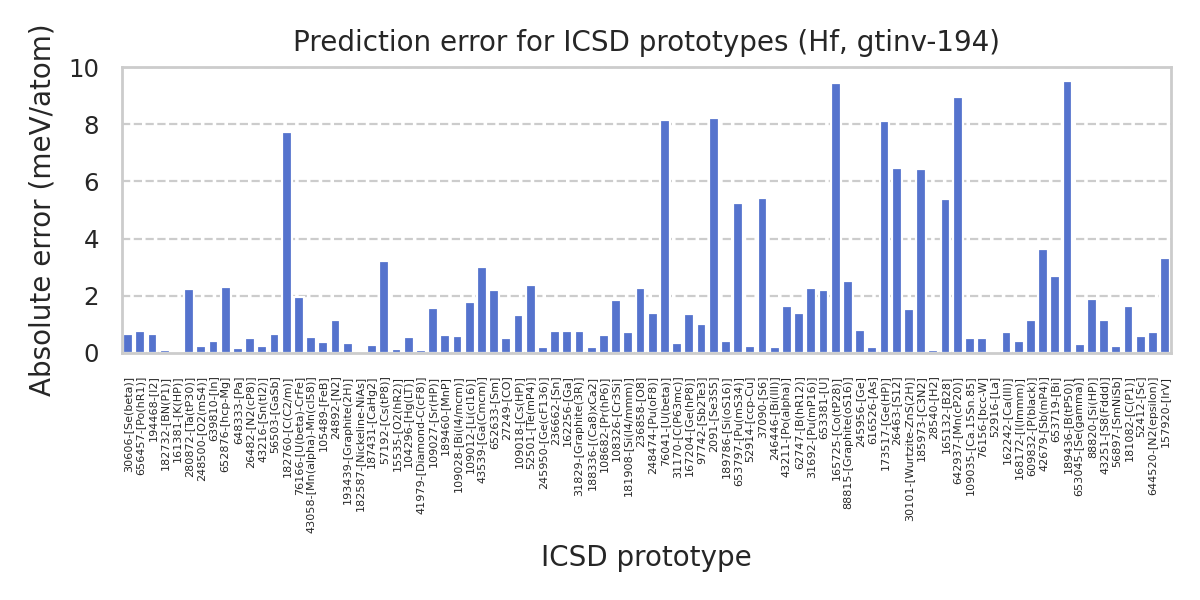 Prediction error for ICSD prototypes (Hf, gtinv-194)
Absolute error (meV/atom)
10
8
6
4
2
0
306066-[Se(beta)]
656457-[Po(hR1)]
194468-[I2]
182732-[BN(P1)]
16381-[K(HP)]
280872-[Ta(tP30)]
248500-[O2(mS4)]
639810-[In]
652876-[hcp-Mg]
64833-[Pa]
26482-[N2(cP8)]
43216-[Sn(tI2)]
56503-[GaSb]
182760-[C(C2/m)]
76166-[U(beta)-CrFe]
43058-[Mn(alpha)-Mn(cI58)]
105489-[FeB]
24892-[N2]
193439-[Graphite(2H)]
182587-[Nickeline-NiAs]
187431-[CaHg2]
57192-[Cs(tP8)]
15535-[O2(hR2)]
104296-[Hg(LT)]
41979-[Diamond-C(cF8)]
109027-[Sr(HP)]
189460-[MnP]
109028-[Bi(I4/mcm)]
109012-[Li(cI16)]
43539-[Ga(Cmcm)]
652633-[Sm]
27249-[CO]
109018-[Cs(HP)]
52501-[Te(mP4)]
245950-[Ge(cF136)]
236662-[Sn]
162256-[Ga]
31829-[Graphite(3R)]
188336-[(Ca8)xCa2]
108682-[Pr(hP6)]
108326-[Cr3Si]
181908-[Si(I4/mmm)]
236858-[O8]
248474-[Pu(oF8)]
76041-[U(beta)]
31170-[C(P63mc)]
167204-[Ge(hP8)]
97742-[Sb2Te3]
2091-[Se3S5]
189786-[Si(oS16)]
653797-[Pu(mS34)]
52914-[ccp-Cu]
37090-[S6]
246446-[Bi(III)]
43211-[Po(alpha)]
62747-[B(hR12)]
31692-[Pu(mP16)]
653381-[U]
165725-[Co(tP28)]
88815-[Graphite(oS16)]
245956-[Ge]
616526-[As]
173517-[Ge(HP)]
26463-[S12]
30101-[Wurtzite-ZnS(2H)]
185973-[C3N2]
28540-[H2]
165132-[B28]
642937-[Mn(cP20)]
109035-[Ca.15Sn.85]
76156-[bcc-W]
52916-[La]
162242-[Ca(III)]
168172-[I(Immm)]
609832-[P(black)]
42679-[Sb(mP4)]
653719-[Bi]
189436-[B(tP50)]
653045-[Se(gamma)]
88820-[Si(HP)]
43251-[S8(Fddd)]
56897-[SmNiSb]
181082-[C(P1)]
52412-[Sc]
644520-[N2(epsilon)]
157920-[IrV]
ICSD prototype